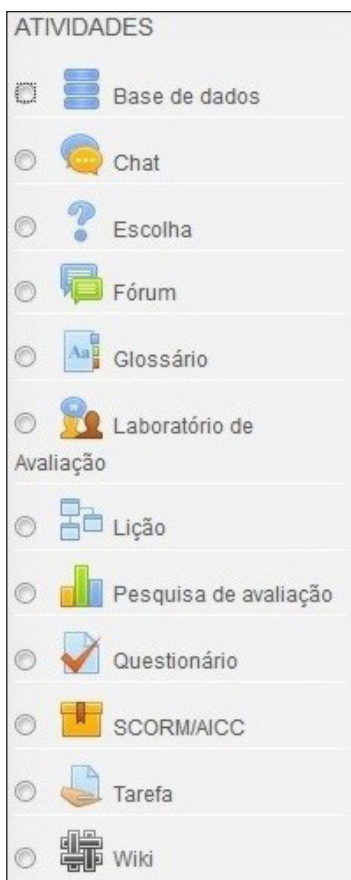 ATIVIDADES
Base de dados
Chat
Escolha
Fórum
Aa
Glossário
Laboratório de
Avaliação
Lição
Pesquisa de avaliação
Questionário
SCORM/AICC
Tarefa
Wiki